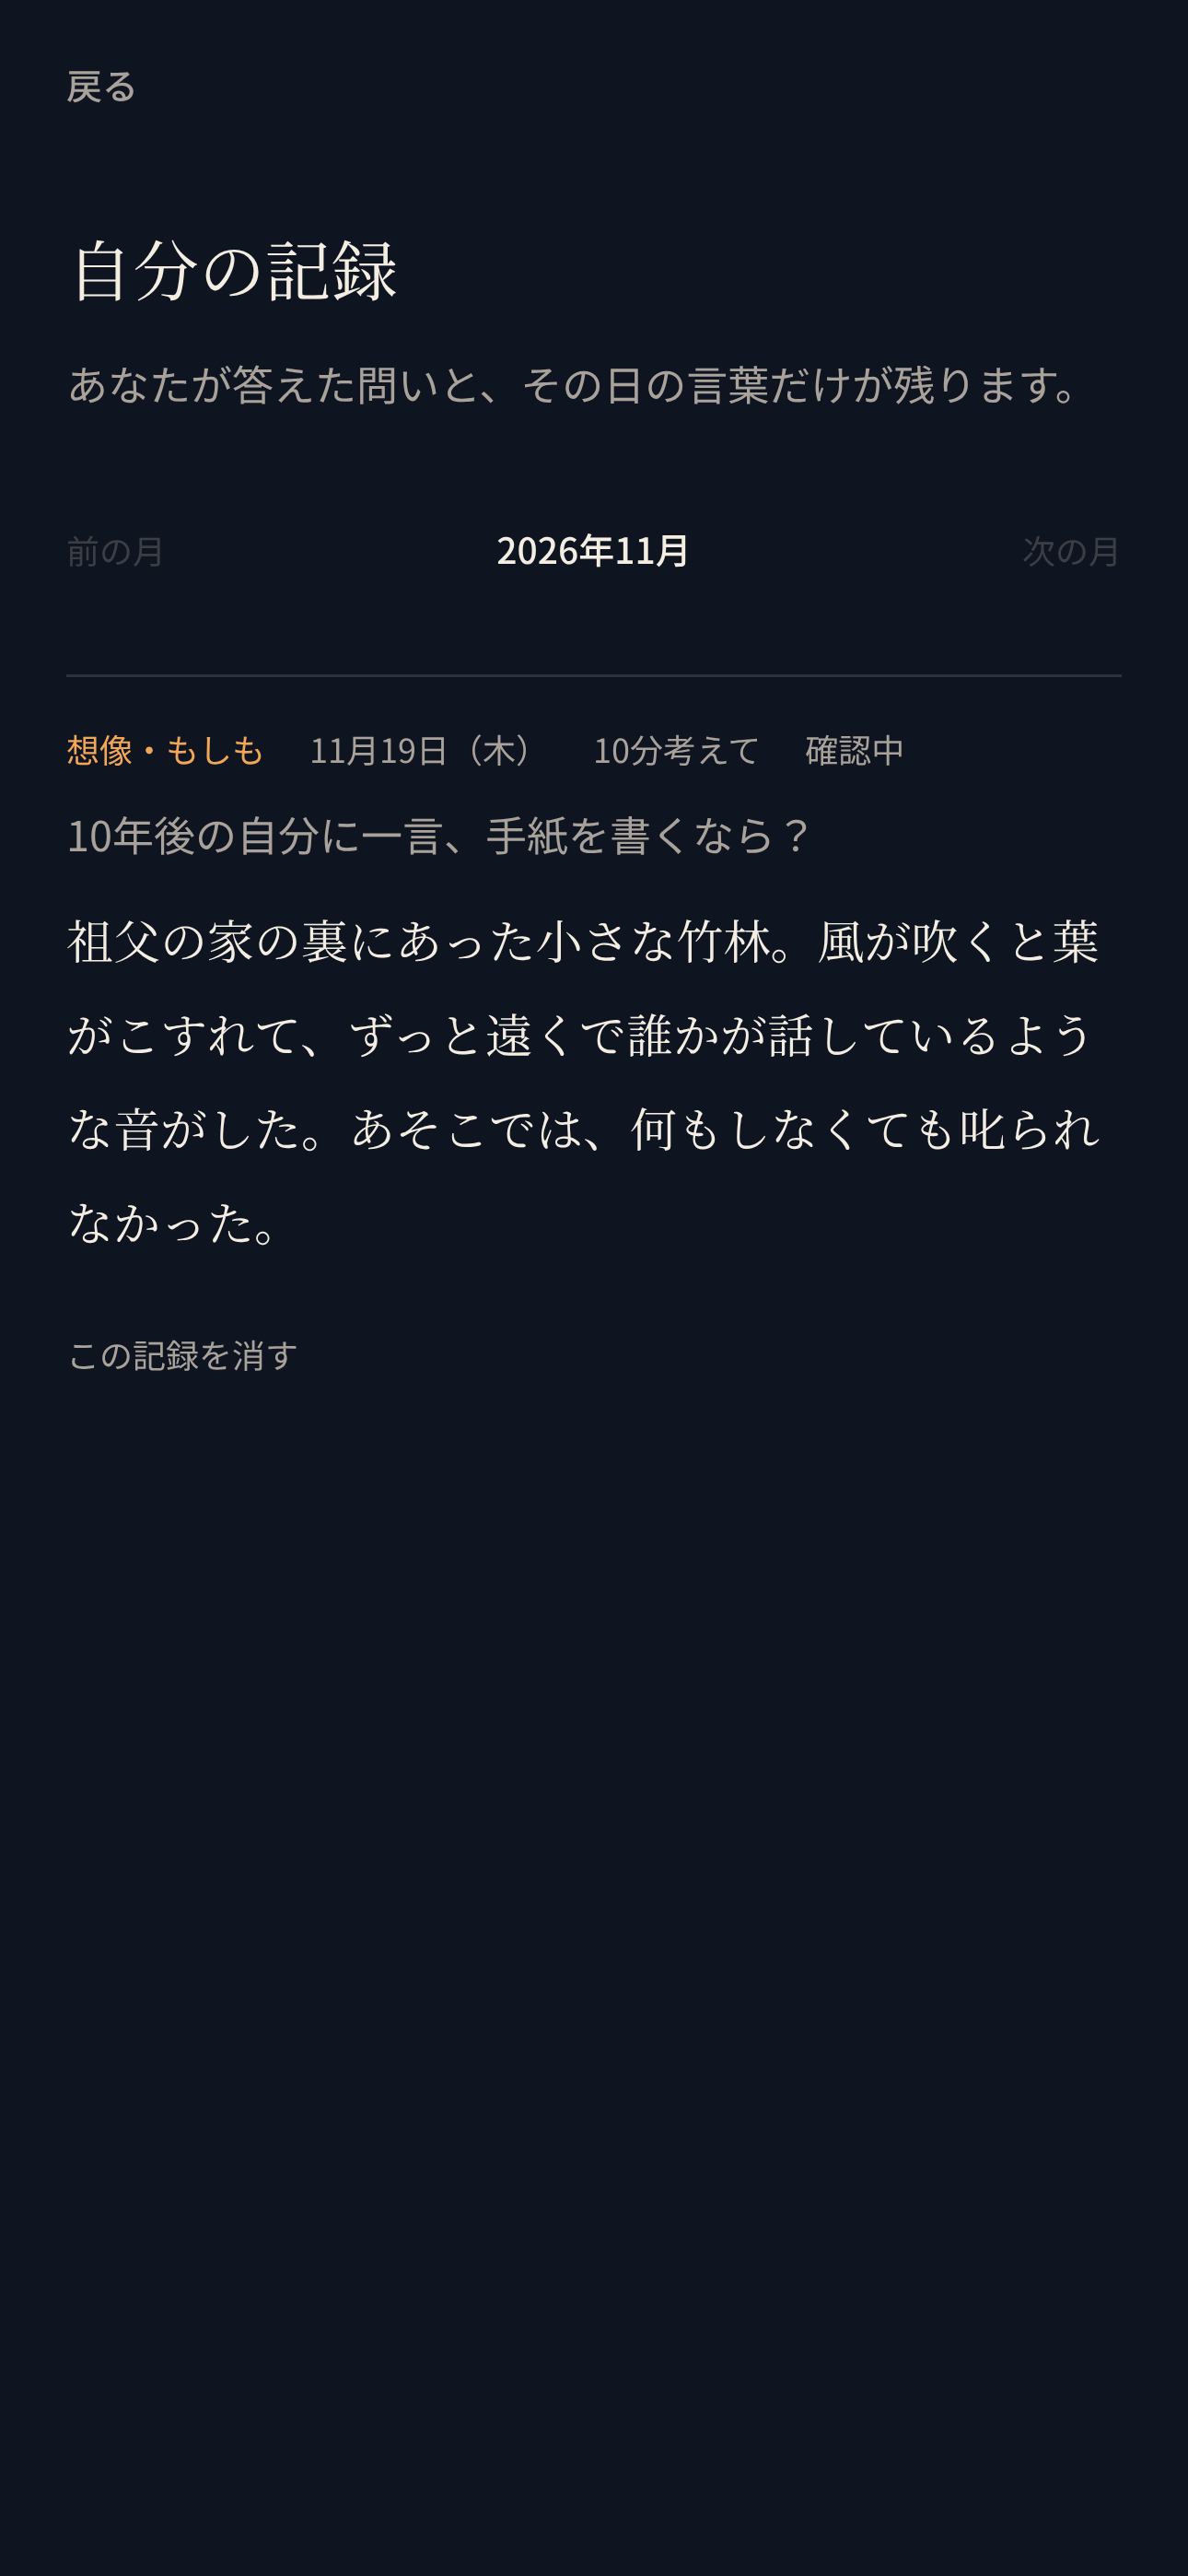 戻る
自分の記録
あなたが答えた問いと、その日の言葉だけが残ります。
前の月 2026年11月 次の月
想像・もしも 11月19日（木） 10分考えて 確認中
10年後の自分に一言、手紙を書くなら？
祖父の家の裏にあった小さな竹林。風が吹くと葉
がこすれて、ずっと遠くで誰かが話しているよう
な音がした。あそこでは、何もしなくても叱られ
なかった。
この記録を消す